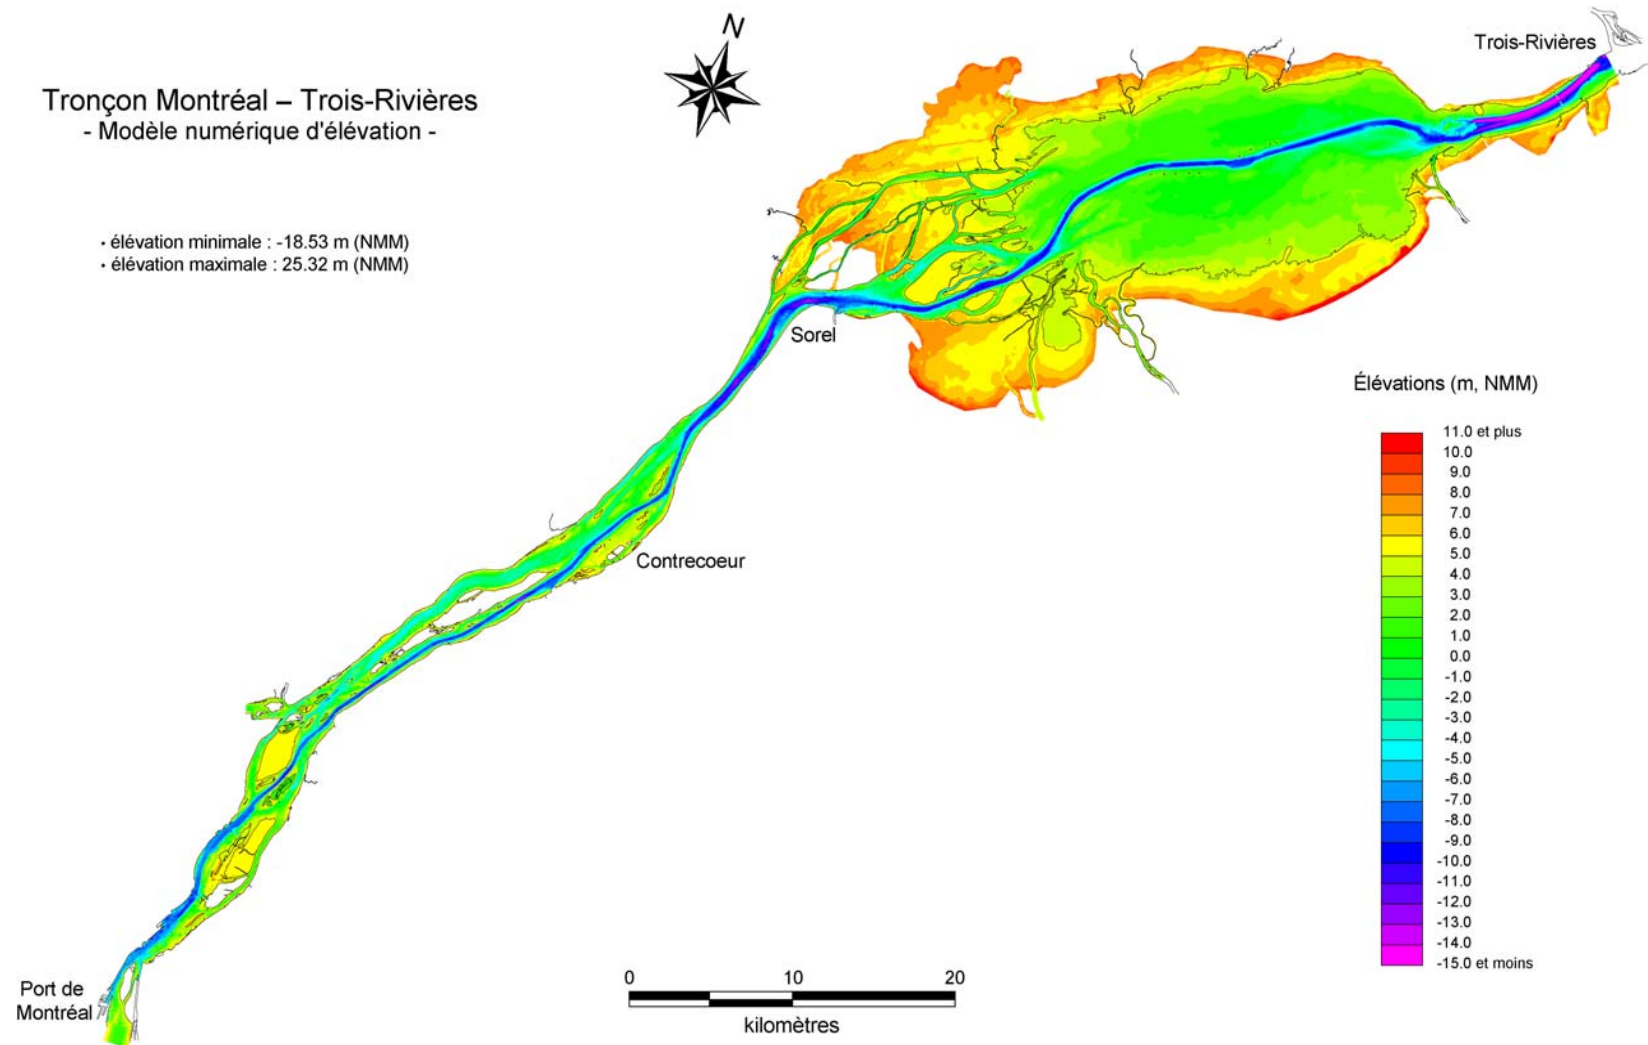 N
Trois-Rivières
Tronçon Montréal – Trois-Rivières
- Modèle numérique d'élévation -
• élévation minimale : -18.53 m (NMM)
• élévation maximale : 25.32 m (NMM)
Sorel
Élévations (m, NMM)
11.0 et plus
10.0
9.0
8.0
7.0
6.0
5.0
4.0
3.0
2.0
1.0
0.0
-1.0
-2.0
-3.0
-4.0
-5.0
-6.0
-7.0
-8.0
-9.0
-10.0
-11.0
-12.0
-13.0
-14.0
-15.0 et moins
Contrecoeur
Port de
Montréal
0 10 20
kilomètres